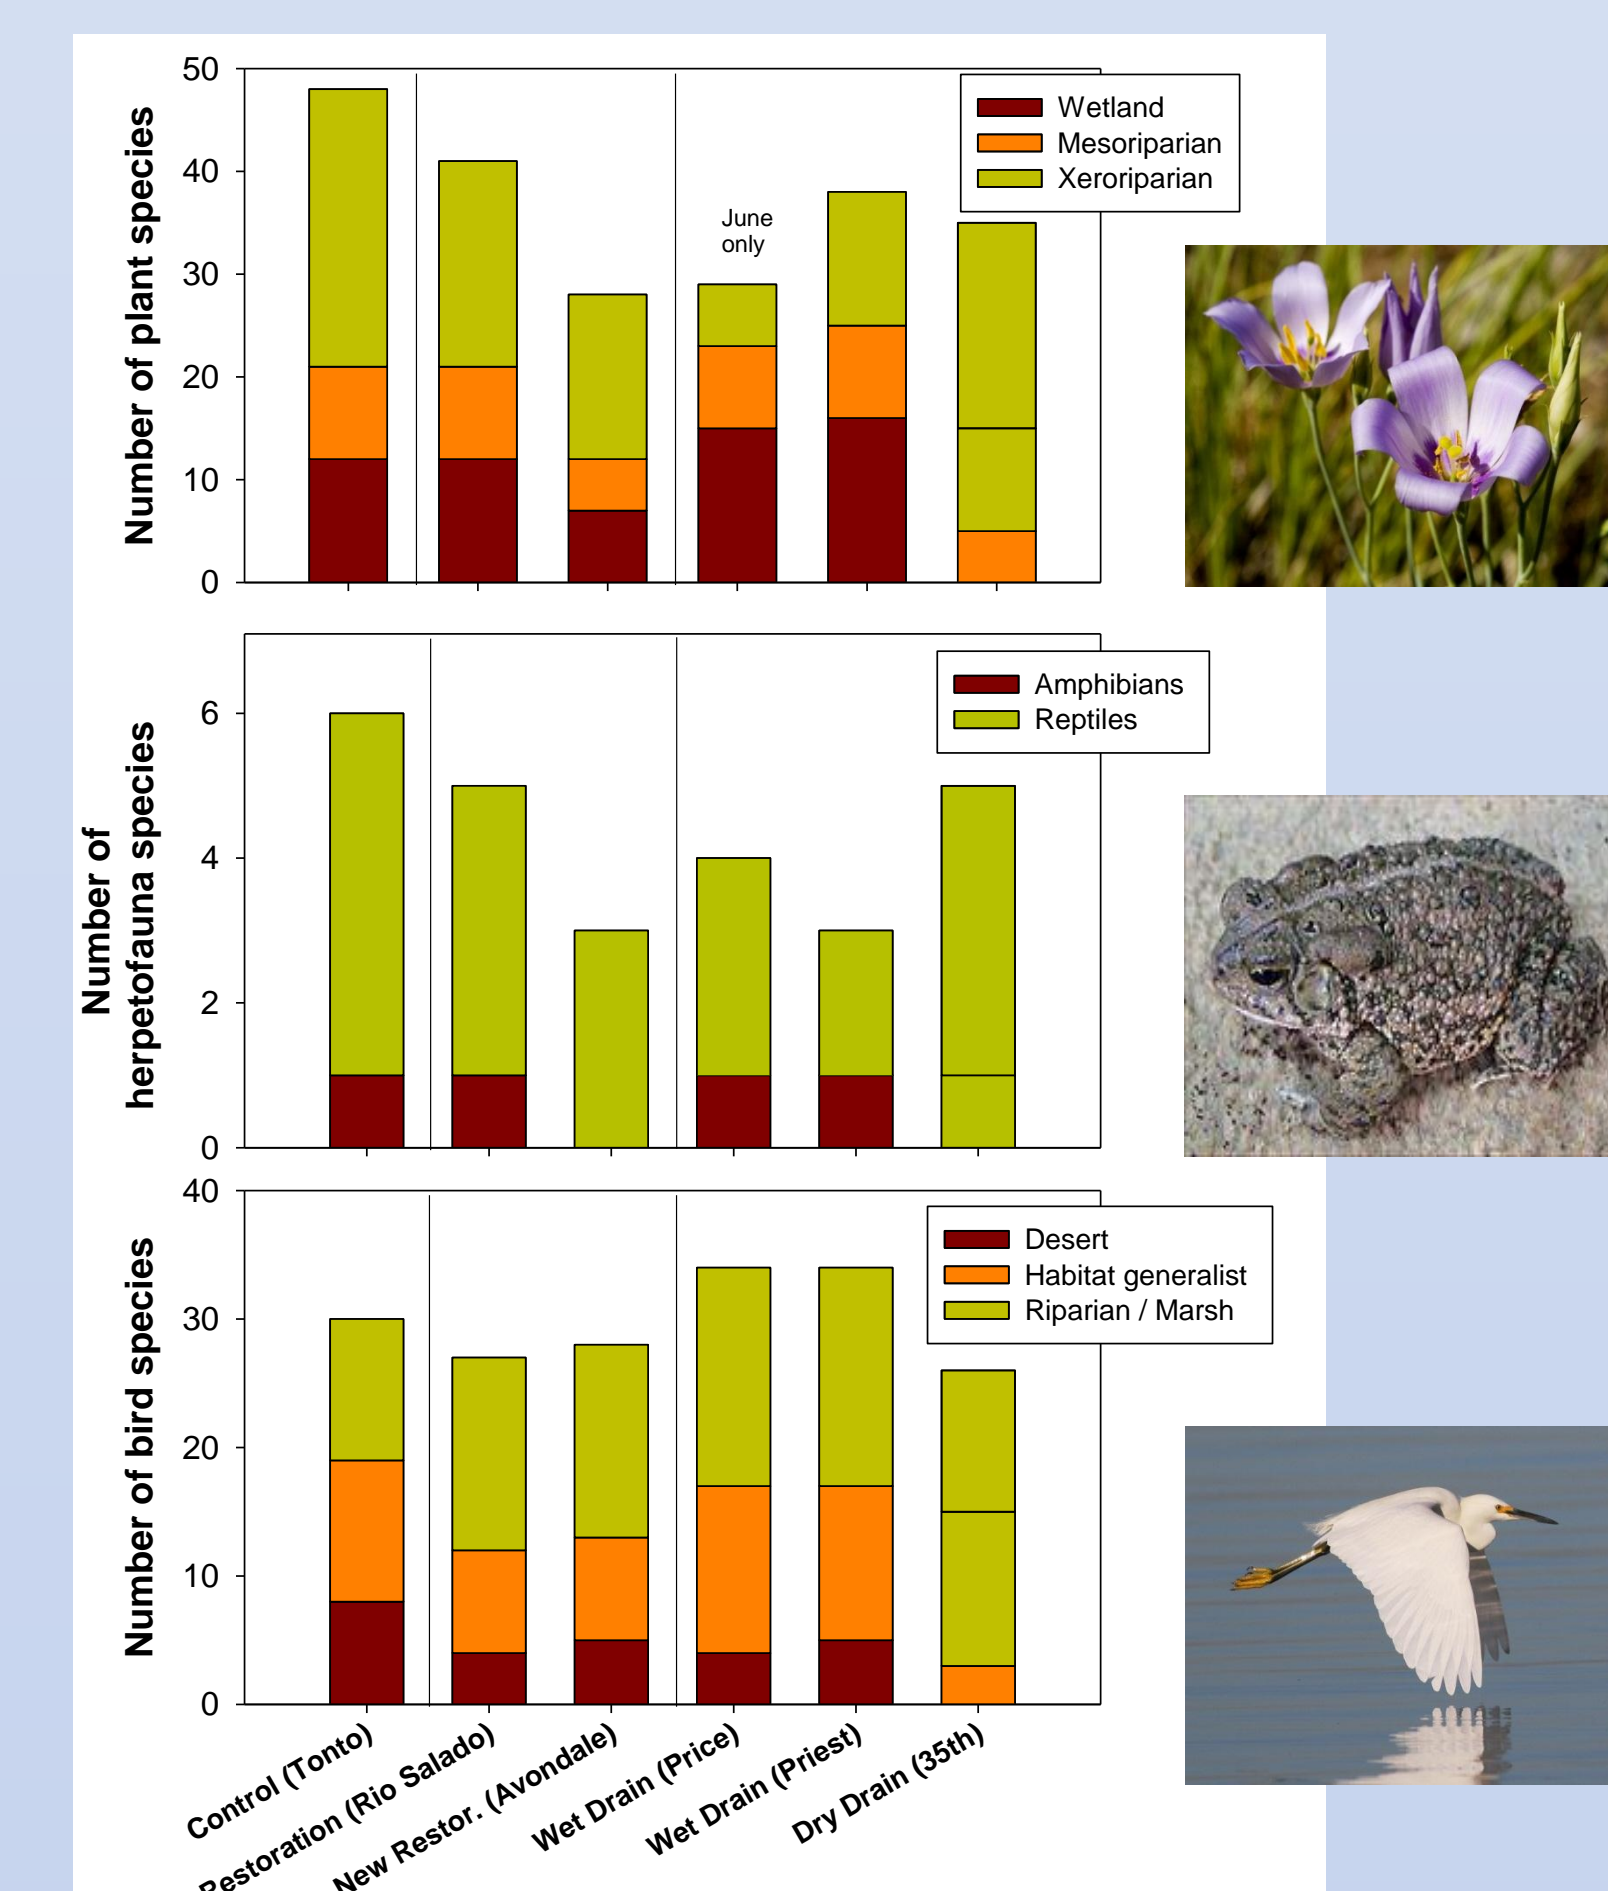 Number of plant species
50
40
30
20
10
0
June
only
Wetland
Mesoriparian
Xeroriparian
Number of
herpetofauna species
6
4
2
0
Amphibians
Reptiles
Number of bird species
40
30
20
10
0
Desert
Habitat generalist
Riparian / Marsh
Control (Tonto)
Restoration (Rio Salado)
New Restor. (Avondale)
Wet Drain (Price)
Wet Drain (Priest)
Dry Drain (35th)